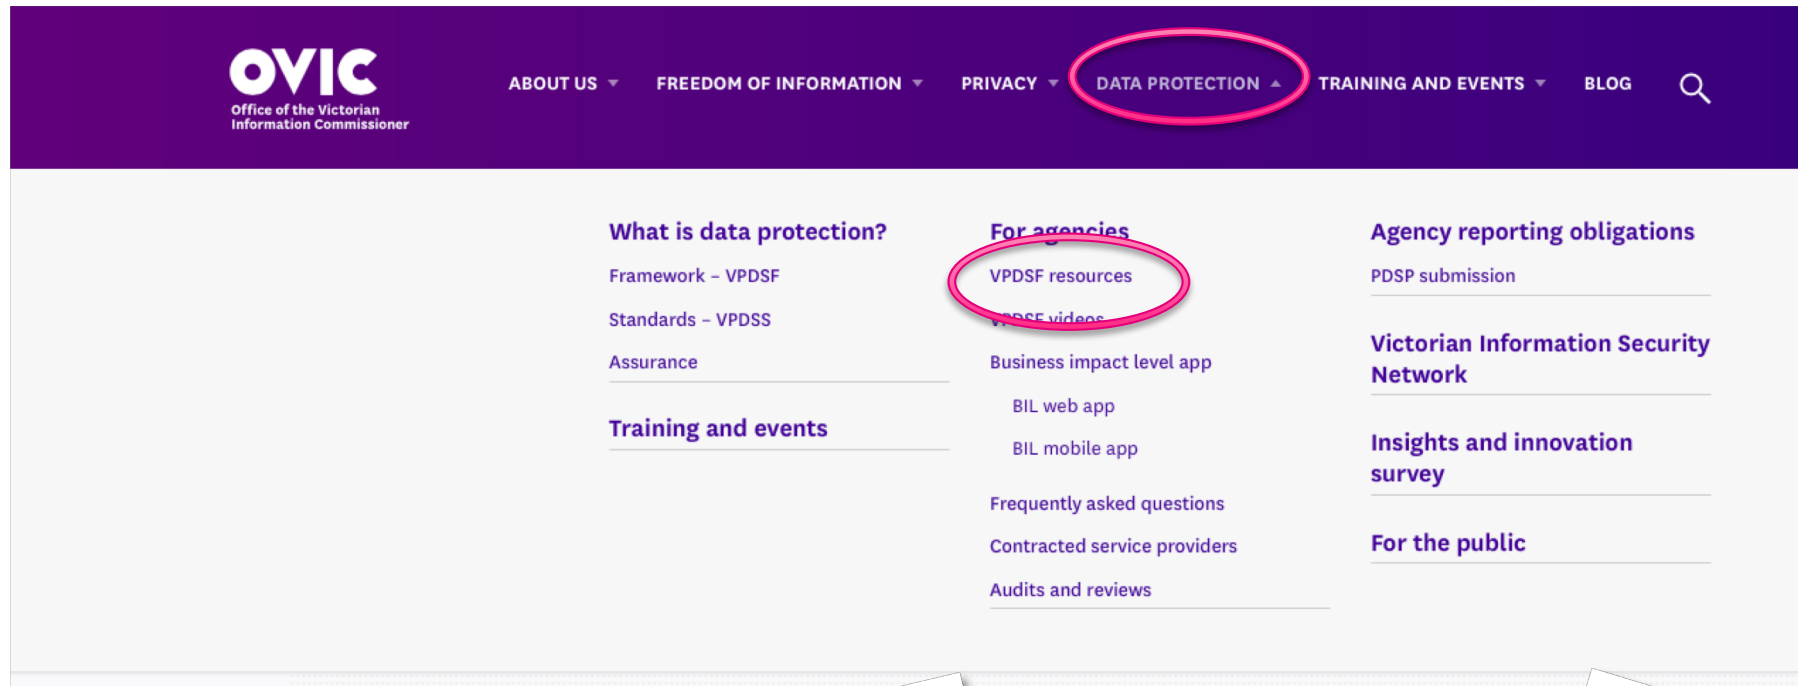 OVIC
Office of the Victorian
Information Commissioner
ABOUT US
FREEDOM OF INFORMATION
PRIVACY
DATA PROTECTION
TRAINING AND EVENTS
BLOG
What is data protection?
Framework – VPDSF
Standards – VPDSS
Assurance
Training and events
For agencies
VPDSF resources
VPDSF videos
Business impact level app
BIL web app
BIL mobile app
Frequently asked questions
Contracted service providers
Audits and reviews
Agency reporting obligations
PDSP submission
Victorian Information Security
Network
Insights and innovation
survey
For the public